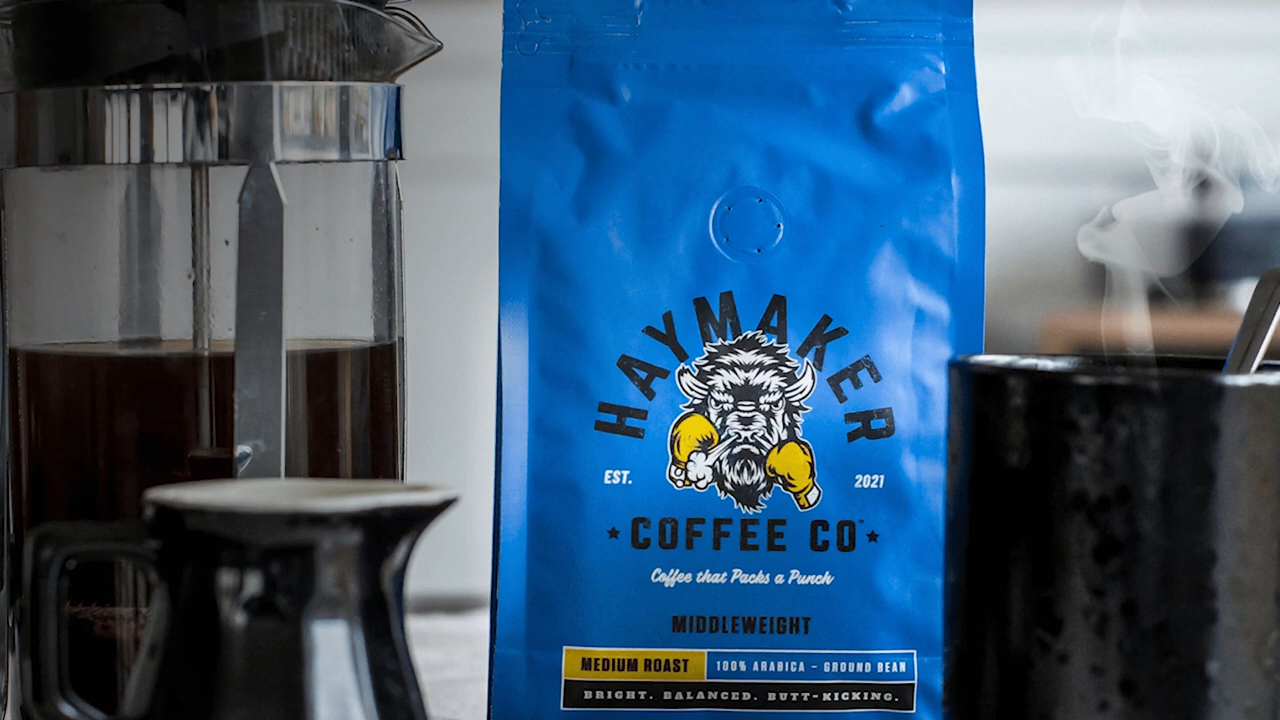 HAYMAKER
EST. 2021
COFFEE CO™
Coffee that Packs a Punch
MIDDLEWEIGHT
MEDIUM ROAST 100% ARABICA - GROUND BEAN
BRIGHT. BALANCED. BUTT-KICKING.